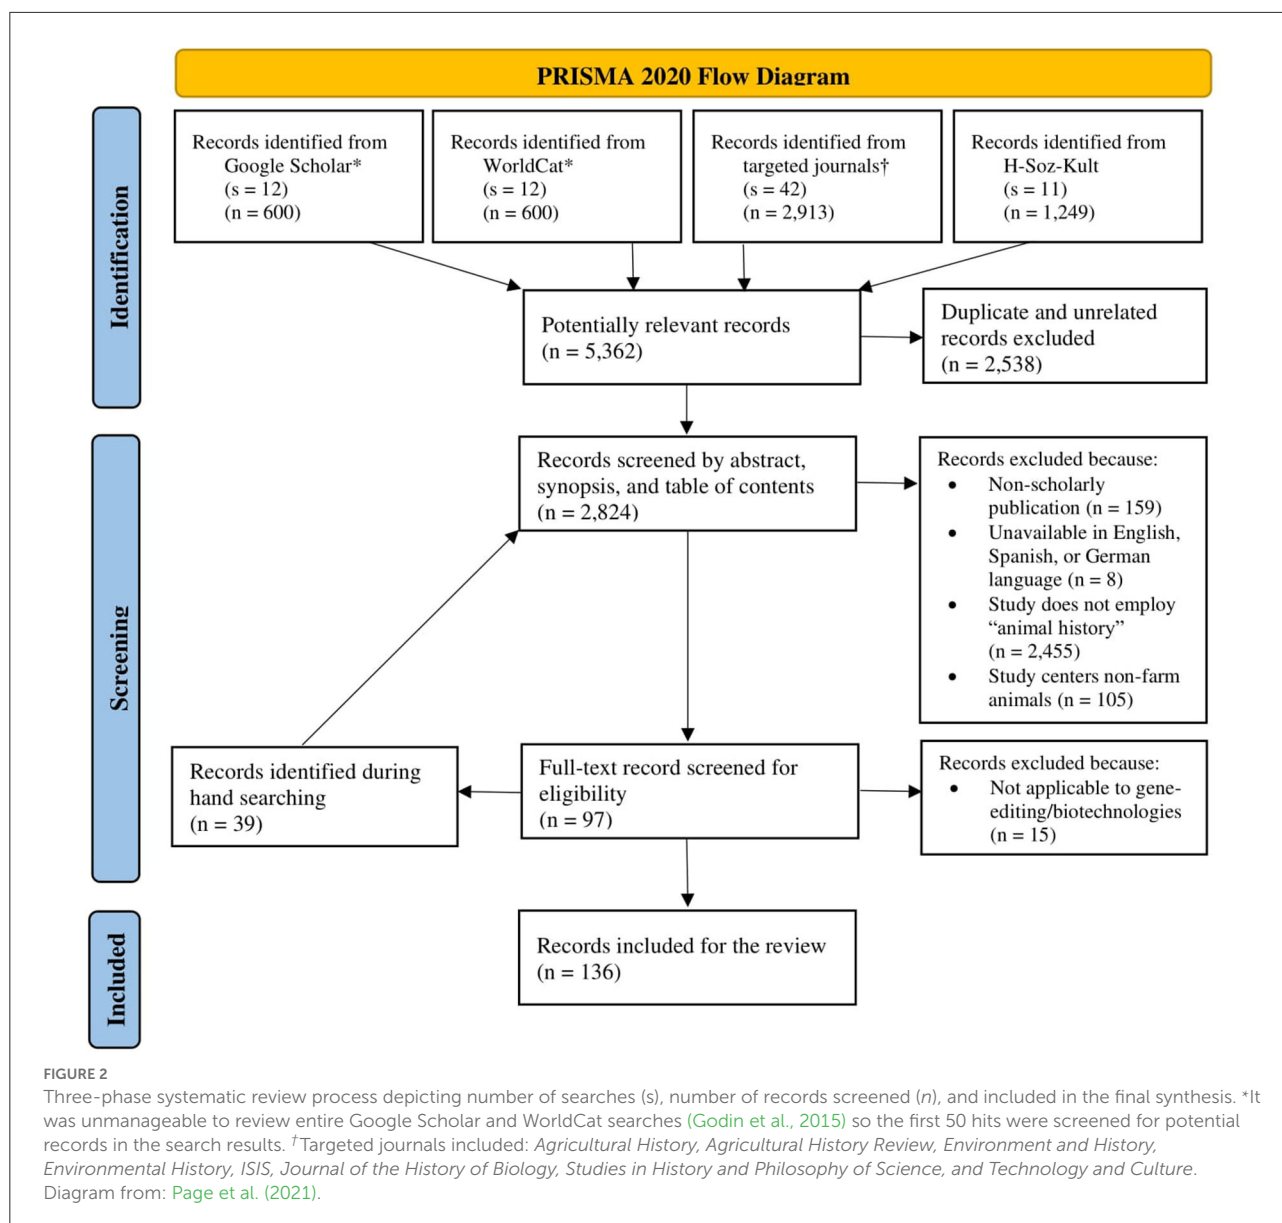 PRISMA 2020 Flow Diagram
Identification
Records identified from
Google Scholar*
(s = 12)
(n = 600)
Records identified from
WorldCat*
(s = 12)
(n = 600)
Records identified from
targeted journals†
(s = 42)
(n = 2,913)
Records identified from
H-Soz-Kult
(s = 11)
(n = 1,249)
Potentially relevant records
(n = 5,362)
Duplicate and unrelated
records excluded
(n = 2,538)
Screening
Records screened by abstract,
synopsis, and table of contents
(n = 2,824)
Records excluded because:
• Non-scholarly
publication (n = 159)
• Unavailable in English,
Spanish, or German
language (n = 8)
• Study does not employ
“animal history”
(n = 2,455)
• Study centers non-farm
animals (n = 105)
Records identified during
hand searching
(n = 39)
Full-text record screened for
eligibility
(n = 97)
Records excluded because:
• Not applicable to gene-
editing/biotechnologies
(n = 15)
Included
Records included for the review
(n = 136)
FIGURE 2
Three-phase systematic review process depicting number of searches (s), number of records screened (n), and included in the final synthesis. *It
was unmanageable to review entire Google Scholar and WorldCat searches (Godin et al., 2015) so the first 50 hits were screened for potential
records in the search results. †Targeted journals included: Agricultural History, Agricultural History Review, Environment and History,
Environmental History, ISIS, Journal of the History of Biology, Studies in History and Philosophy of Science, and Technology and Culture.
Diagram from: Page et al. (2021).